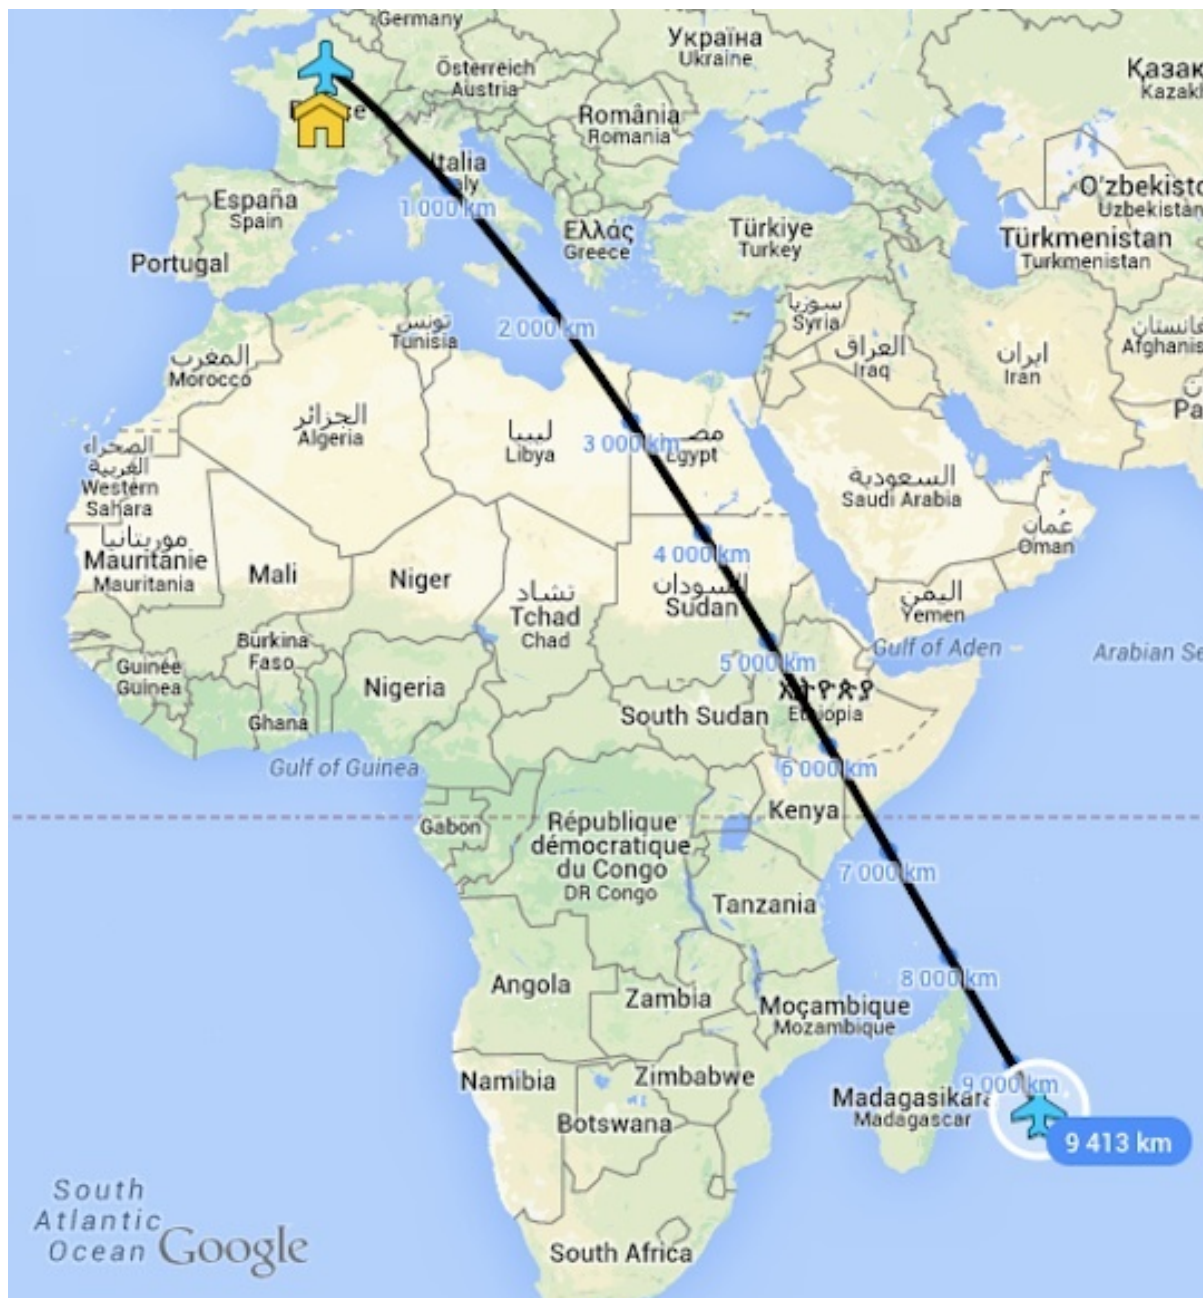 Germany
Україна
Ukraine
Österreich
Austria
România
Romania
Italia
1 000 km
España
Spain
Portugal
Ελλάς
Greece
Türkiye
Turkey
O'zbekisto
Uzbekistan
Türkmenistan
Turkmenistan
سوريا
Syria
العراق
Iraq
ايران
Iran
Afghanis
2 000 km
تونس
Tunisia
المغرب
Morocco
الجزائر
Algeria
ليبيا
Libya
3 000 km
مصر
Egypt
الصحراء
الغربية
Western
Sahara
السعودية
Saudi Arabia
عُمان
Oman
موريتانيا
Mauritanie
Mauritania
Mali
Niger
تشاد
Tchad
Chad
4 000 km
السودان
Sudan
اليمن
Yemen
Gulf of Aden
Arabian Se
Burkina
Faso
Guinée
Guinea
Ghana
Nigeria
5 000 km
South Sudan
Ethiopia
Gulf of Guinea
6 000 km
Kenya
Gabon
République
démocratique
du Congo
DR Congo
7 000 km
Tanzania
Angola
Zambia
8 000 km
Moçambique
Mozambique
Namibia
Zimbabwe
Botswana
9 000 km
Madagasikara
Madagascar
9 413 km
South
Atlantic
Ocean
Google
South Africa